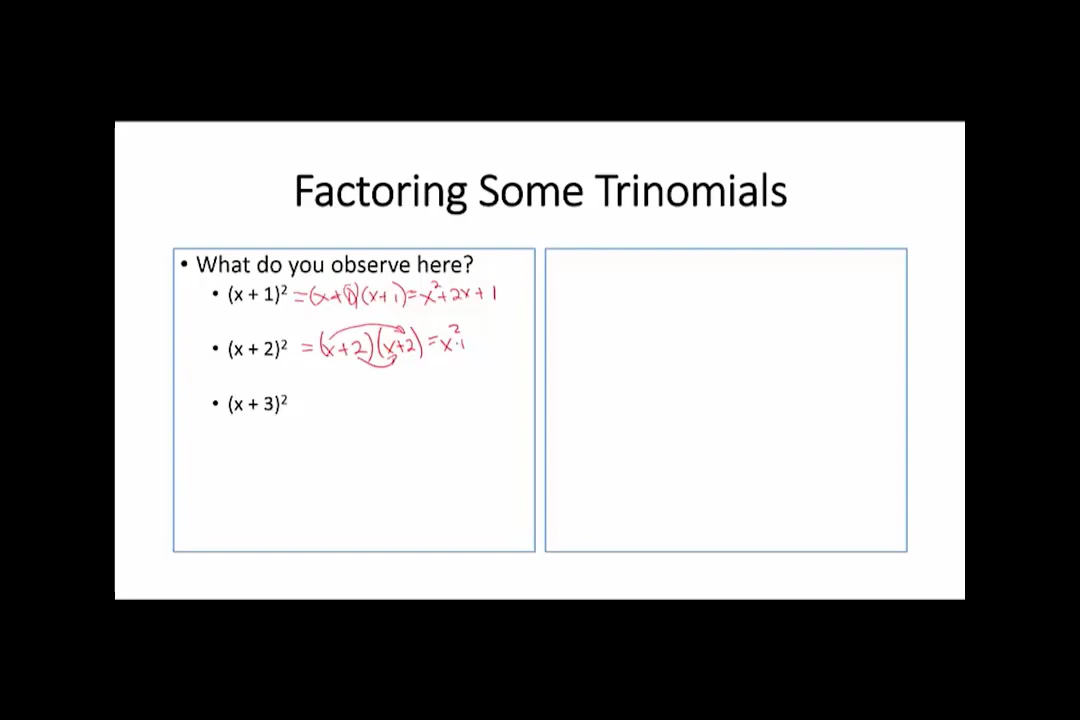 Factoring Some Trinomials
• What do you observe here?
• (x + 1)² = (x+1)(x+1) = x²+2x+1
• (x + 2)² = (x+2)(x+2) = x²
• (x + 3)²